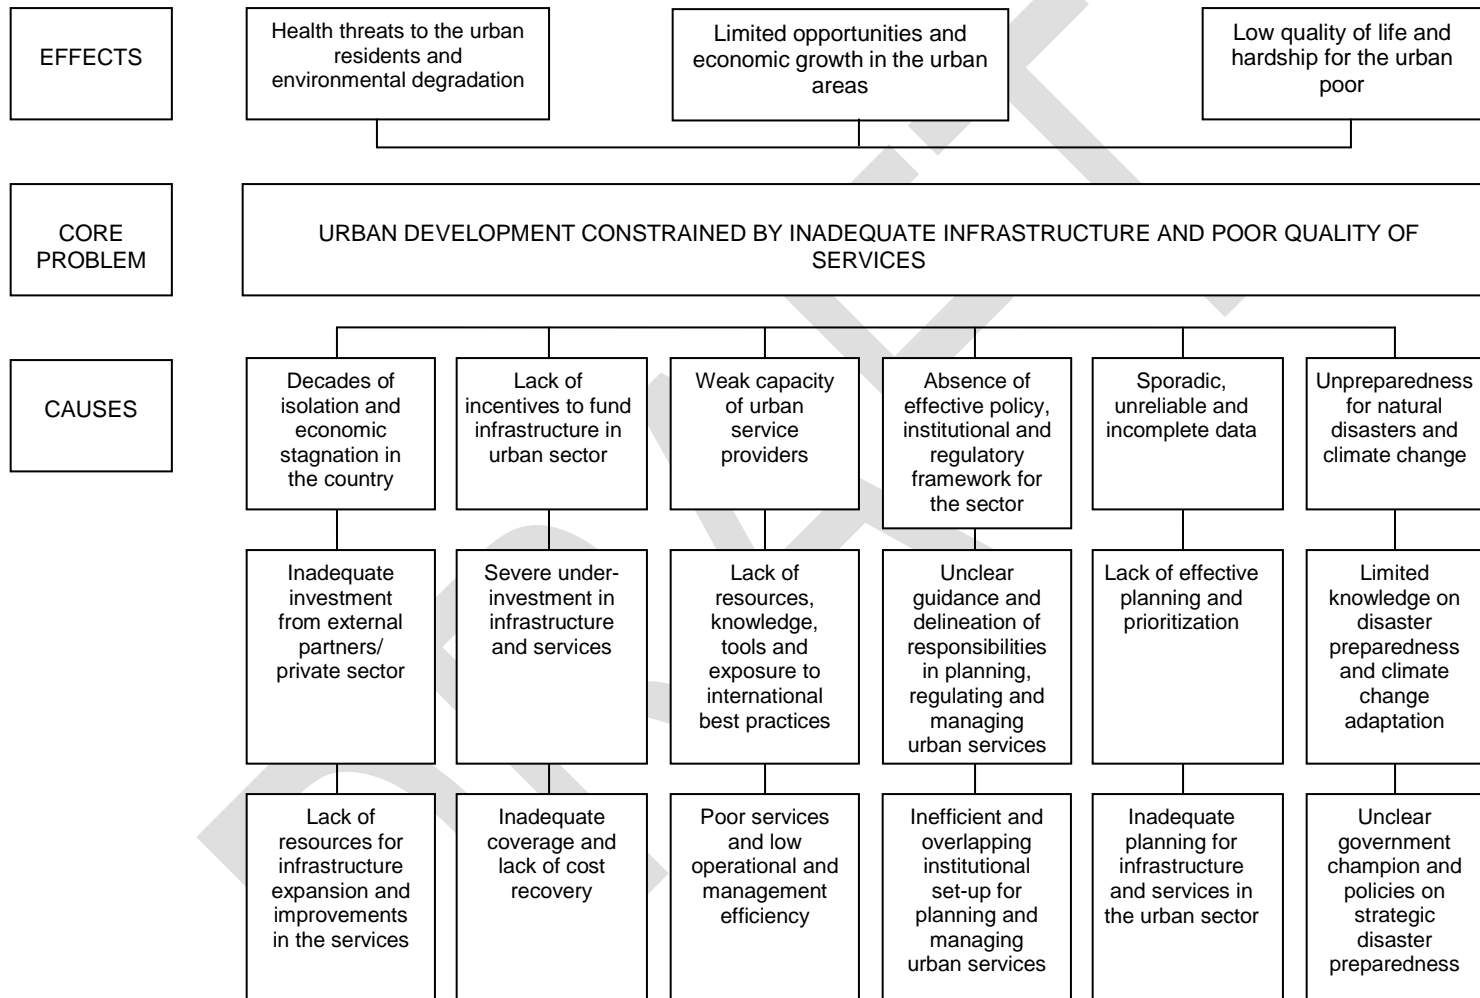 EFFECTS
Health threats to the urban
residents and
environmental degradation
Limited opportunities and
economic growth in the urban
areas
Low quality of life and
hardship for the urban
poor
CORE
PROBLEM
URBAN DEVELOPMENT CONSTRAINED BY INADEQUATE INFRASTRUCTURE AND POOR QUALITY OF
SERVICES
CAUSES
Decades of
isolation and
economic
stagnation in
the country
Lack of
incentives to fund
infrastructure in
urban sector
Weak capacity
of urban
service
providers
Absence of
effective policy,
institutional and
regulatory
framework for
the sector
Sporadic,
unreliable and
incomplete data
Unpreparedness
for natural
disasters and
climate change
Inadequate
investment
from external
partners/
private sector
Severe under-
investment in
infrastructure
and services
Lack of
resources,
knowledge,
tools and
exposure to
international
best practices
Unclear
guidance and
delineation of
responsibilities
in planning,
regulating and
managing
urban services
Lack of effective
planning and
prioritization
Limited
knowledge on
disaster
preparedness
and climate
change
adaptation
Lack of
resources for
infrastructure
expansion and
improvements
in the services
Inadequate
coverage and
lack of cost
recovery
Poor services
and low
operational and
management
efficiency
Inefficient and
overlapping
institutional
set-up for
planning and
managing
urban services
Inadequate
planning for
infrastructure
and services in
the urban sector
Unclear
government
champion and
policies on
strategic
disaster
preparedness
DRAFT